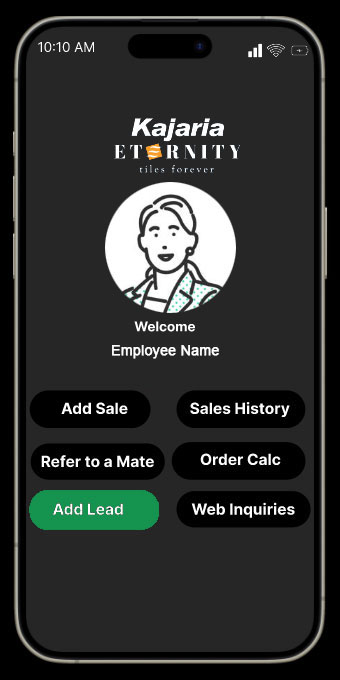 10:10 AM
Kajaria
ETERNITY
tiles forever
Welcome
Employee Name
Add Sale
Sales History
Refer to a Mate
Order Calc
Add Lead
Web Inquiries